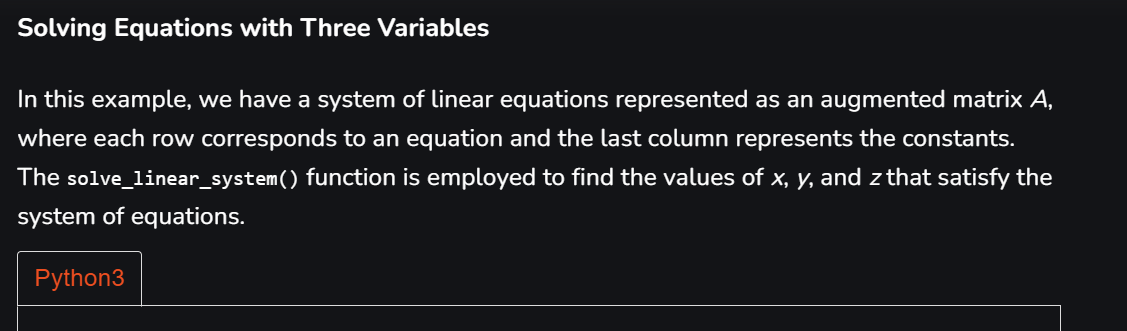 Solving Equations with Three Variables
In this example, we have a system of linear equations represented as an augmented matrix A,
where each row corresponds to an equation and the last column represents the constants.
The solve_linear_system() function is employed to find the values of x, y, and z that satisfy the
system of equations.
Python3